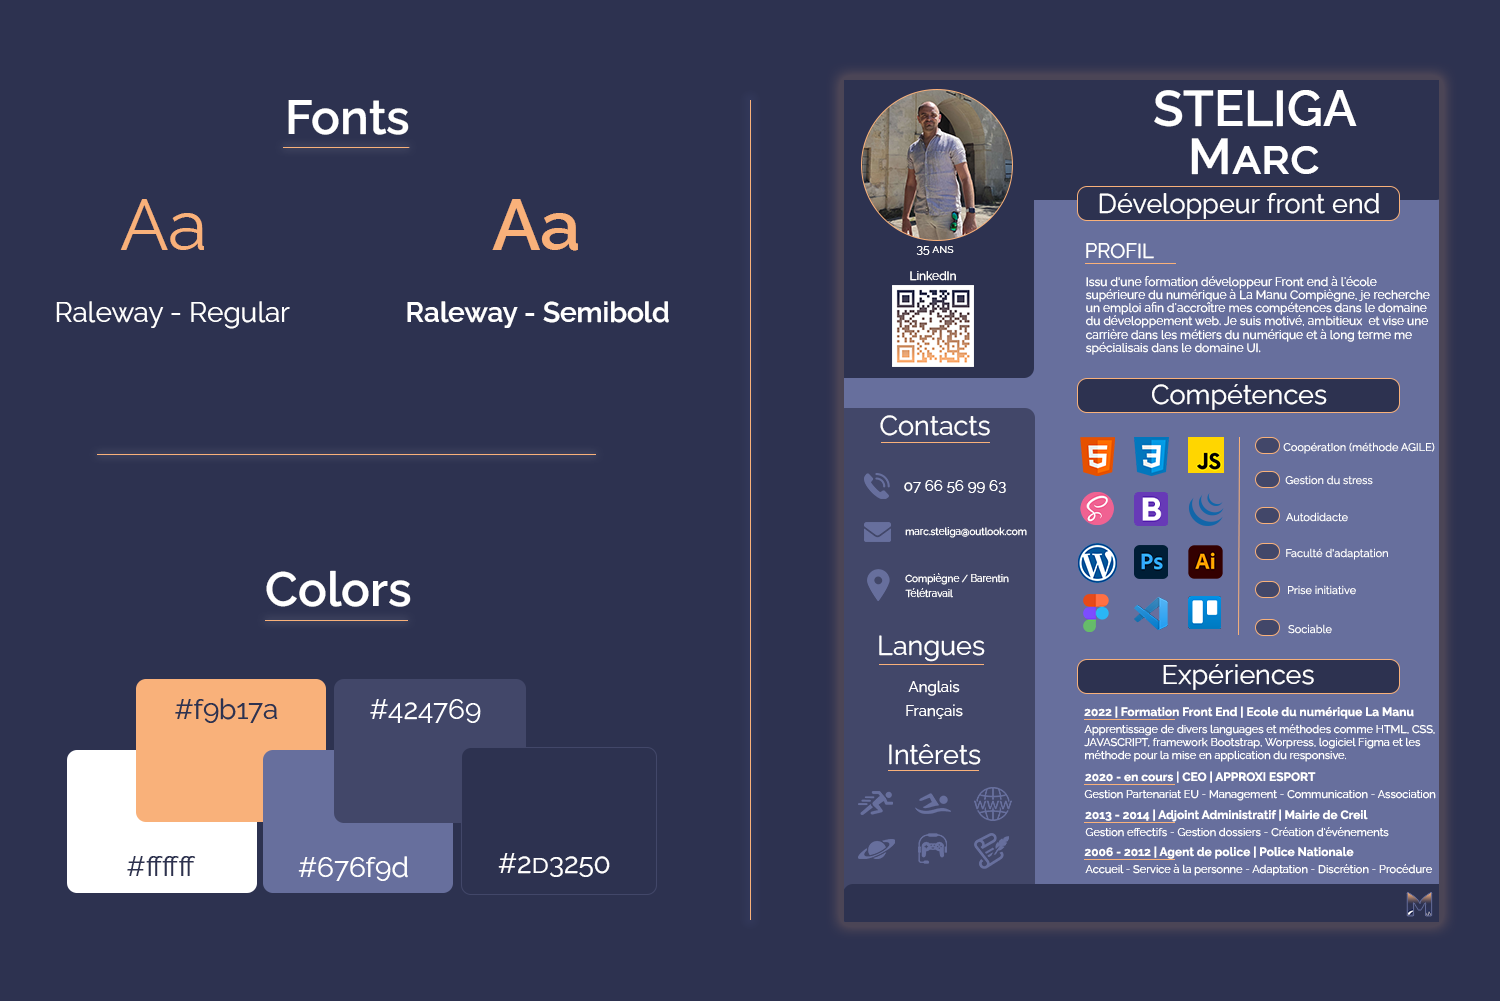 Fonts
Aa
Aa
Raleway - Regular
Raleway - Semibold
Colors
#f9b17a
#424769
#ffffff
#676f9d
#2D3250
STELIGA
MARC
Développeur front end
35 ANS
LinkedIn
PROFIL
Issu d'une formation développeur Front end à l'école
supérieure du numérique à La Manu Compiègne, je recherche
un emploi afin d'accroître mes compétences dans le domaine
du développement web. Je suis motivé, ambitieux et vise une
carrière dans les métiers du numérique et à long terme me
spécialisais dans le domaine UI.
Contacts
07 66 56 99 63
marc.steliga@outlook.com
Compiègne / Barentin
Télétravail
Langues
Anglais
Français
Intêrets
WWW
Compétences
5
3
JS
B
W
Ps
Ai
Coopération (méthode AGILE)
Gestion du stress
Autodidacte
Faculté d'adaptation
Prise initiative
Sociable
Expériences
2022 | Formation Front End | Ecole du numérique La Manu
Apprentissage de divers languages et méthodes comme HTML, CSS,
JAVASCRIPT, framework Bootstrap, Worpress, logiciel Figma et les
méthode pour la mise en application du responsive.
2020 - en cours | CEO | APPROXI ESPORT
Gestion Partenariat EU - Management - Communication - Association
2013 - 2014 | Adjoint Administratif | Mairie de Creil
Gestion effectifs - Gestion dossiers - Création d'événements
2006 - 2012 | Agent de police | Police Nationale
Accueil - Service à la personne - Adaptation - Discrétion - Procédure
M